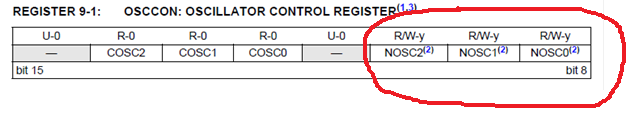 REGISTER 9-1: OSCCON: OSCILLATOR CONTROL REGISTER(1,3)
U-0 R-0 R-0 R-0 U-0 R/W-y R/W-y R/W-y
— COSC2 COSC1 COSC0 — NOSC2(2) NOSC1(2) NOSC0(2)
bit 15 bit 8